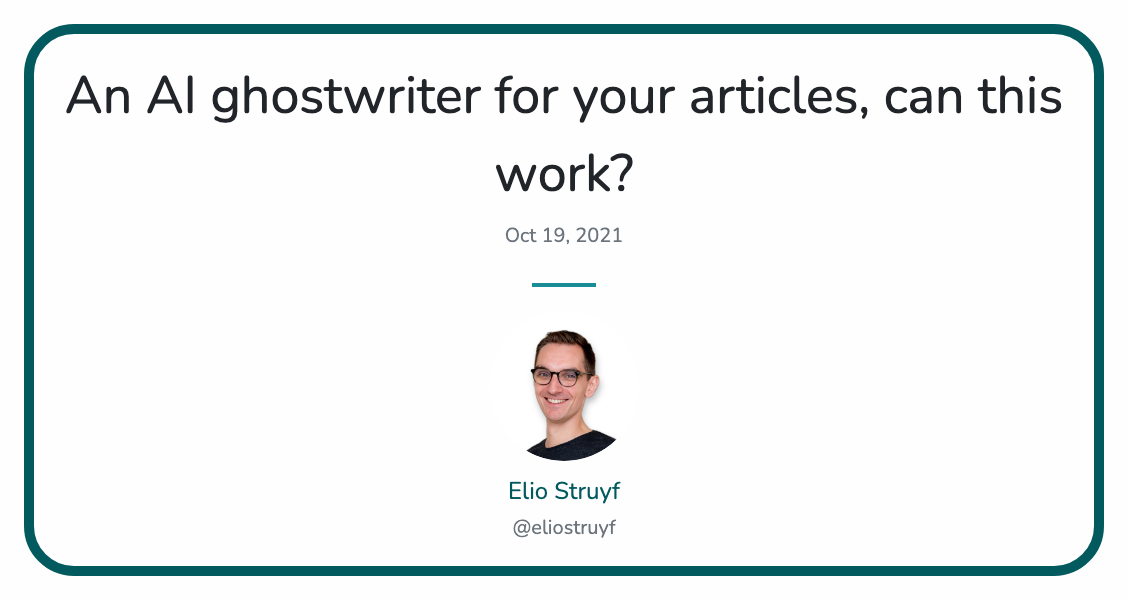 An AI ghostwriter for your articles, can this
work?
Oct 19, 2021
Elio Struyf
@eliostruyf